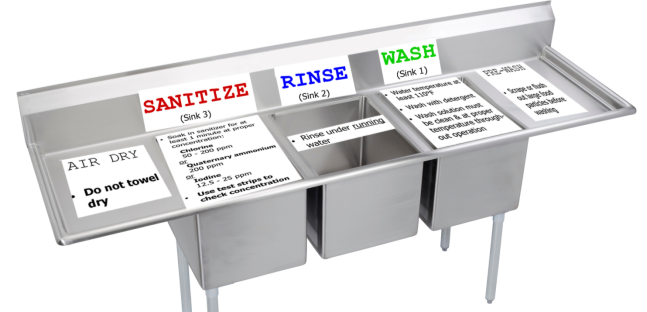 SANITIZE
(Sink 3)
RINSE
(Sink 2)
WASH
(Sink 1)
AIR DRY
• Do not towel
dry
• Soak in sanitizer for at
least 1 minute at proper
concentration:
Chlorine
50 - 200 ppm
or
Quaternary ammonium
200 ppm
or
Iodine
12.5 - 25 ppm
• Use test strips to
check concentration
• Rinse under running
water
• Water temperature at
least 110°F
• Wash with detergent
• Wash solution must
be clean & at proper
temperature through-
out operation
PRE-WASH
• Scrape or flush
out large food
particles before
washing